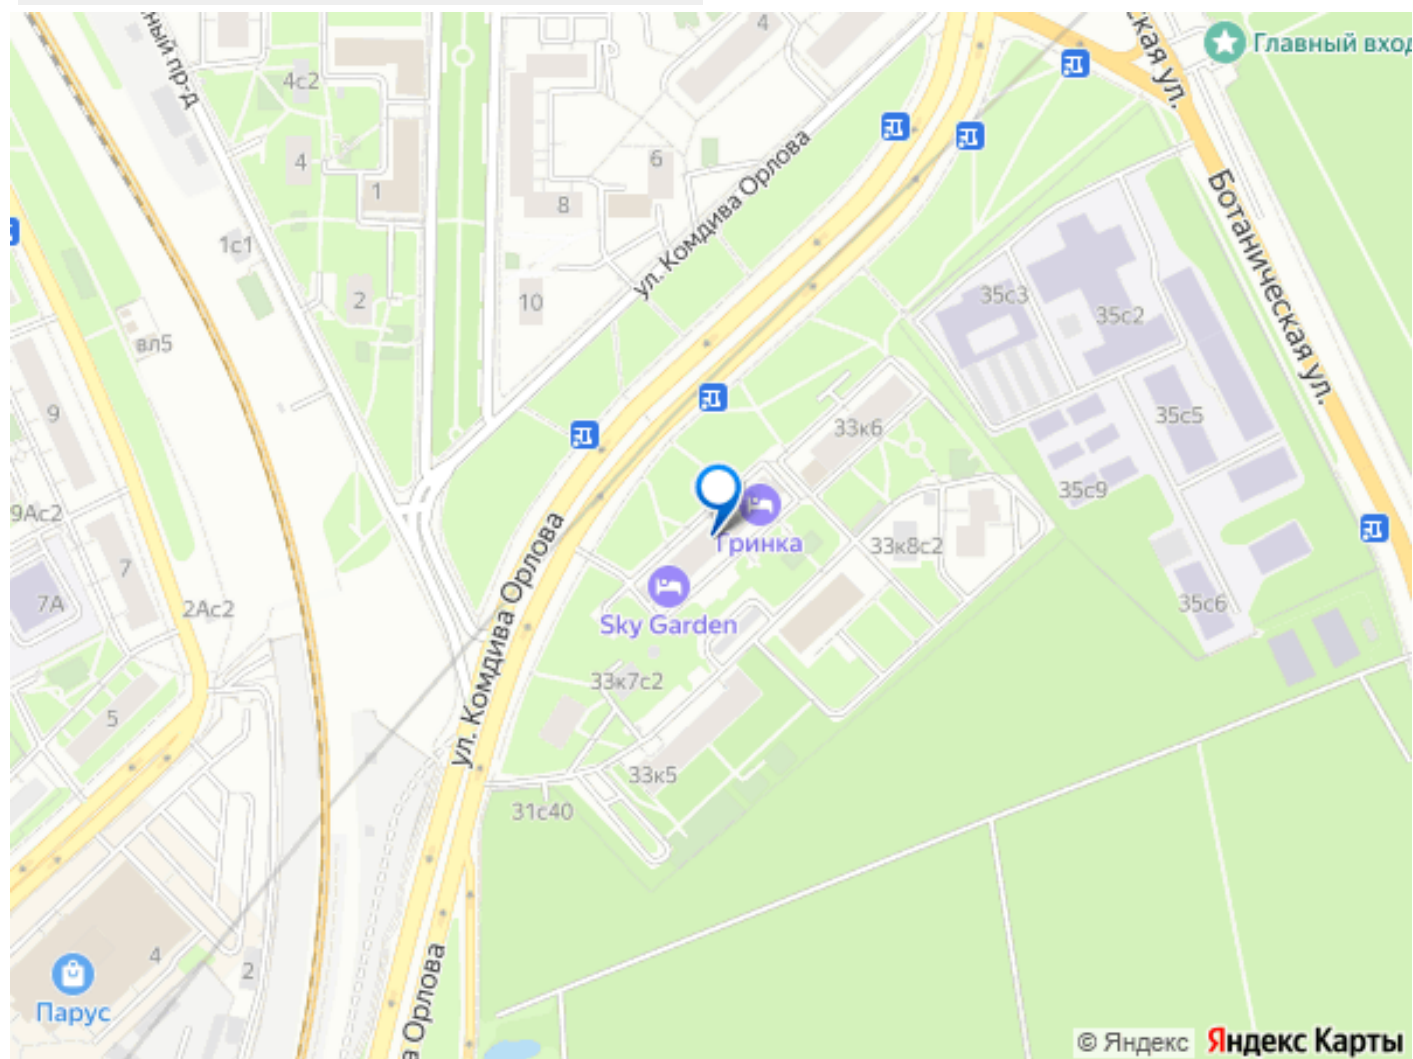 ный пр-д
4с2
4
4
1
8
6
1с1
2
10
вл5
9
9Ас2
7
7А
2Ас2
5
ул. Комдива Орлова
ская ул.
Главный вход
Ботаническая ул.
35с3
35с2
35с5
35с9
35с6
33к6
33к8с2
Гринка
Sky Garden
33к7с2
33к5
31с40
ул. Комдива Орлова
а Орлова
4
2
Парус
© Яндекс Яндекс Карты